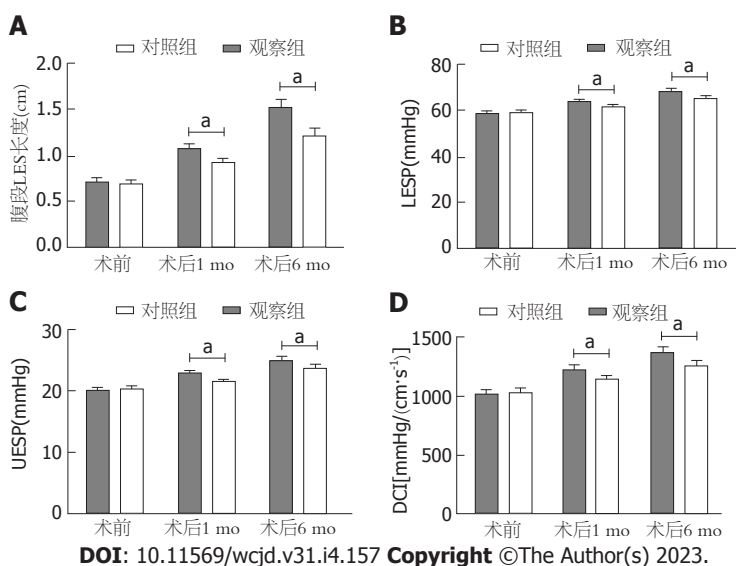 A
对照组 观察组
腹段LES长度(cm)
2.0
1.5
1.0
0.5
0.0
a
a
术前 术后1 mo 术后6 mo
B
对照组 观察组
LESP(mmHg)
80
60
40
20
0
a
a
术前 术后1 mo 术后6 mo
C
对照组 观察组
UESP(mmHg)
30
20
10
0
a
a
术前 术后1 mo 术后6 mo
D
对照组 观察组
DCI[mmHg/(cm·s⁻¹)]
1500
1000
500
0
a
a
术前 术后1 mo 术后6 mo
DOI: 10.11569/wcjd.v31.i4.157 Copyright ©The Author(s) 2023.